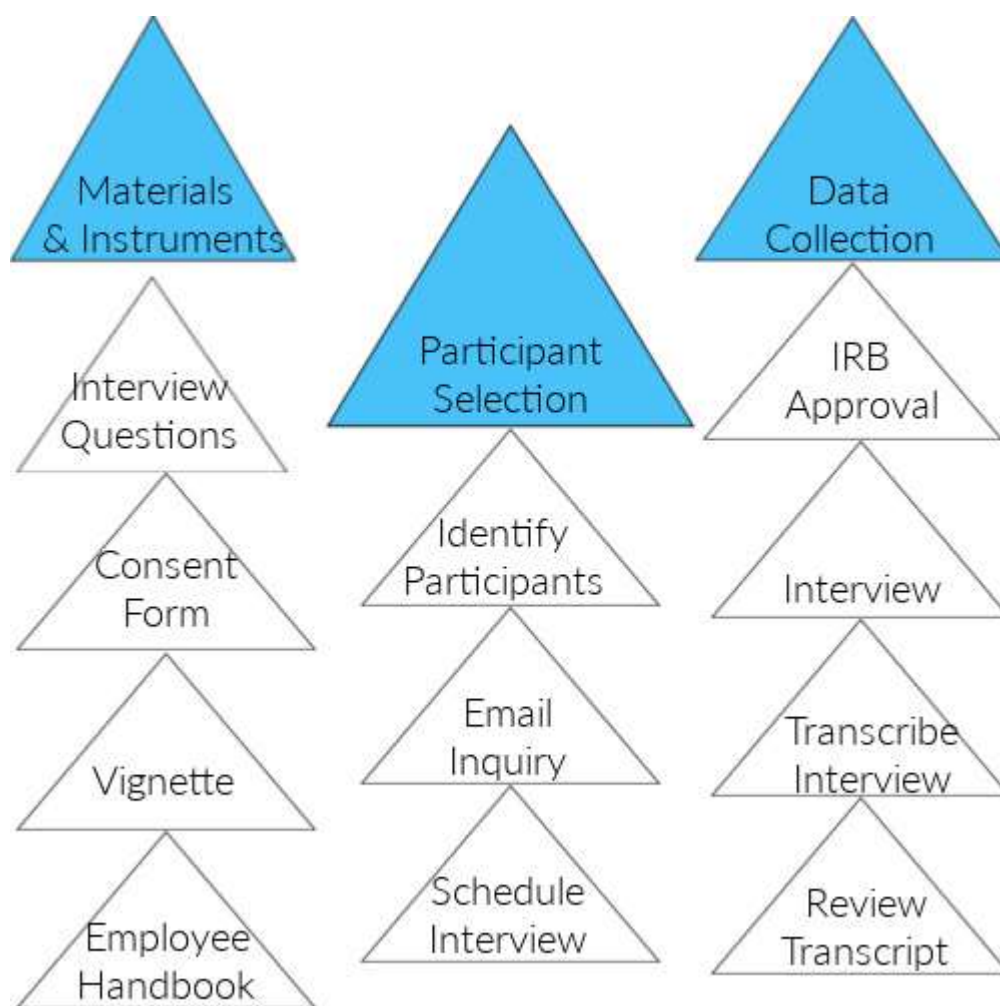 Materials
& Instruments
Interview
Questions
Consent
Form
Vignette
Employee
Handbook
Participant
Selection
Identify
Participants
Email
Inquiry
Schedule
Interview
Data
Collection
IRB
Approval
Interview
Transcribe
Interview
Review
Transcript